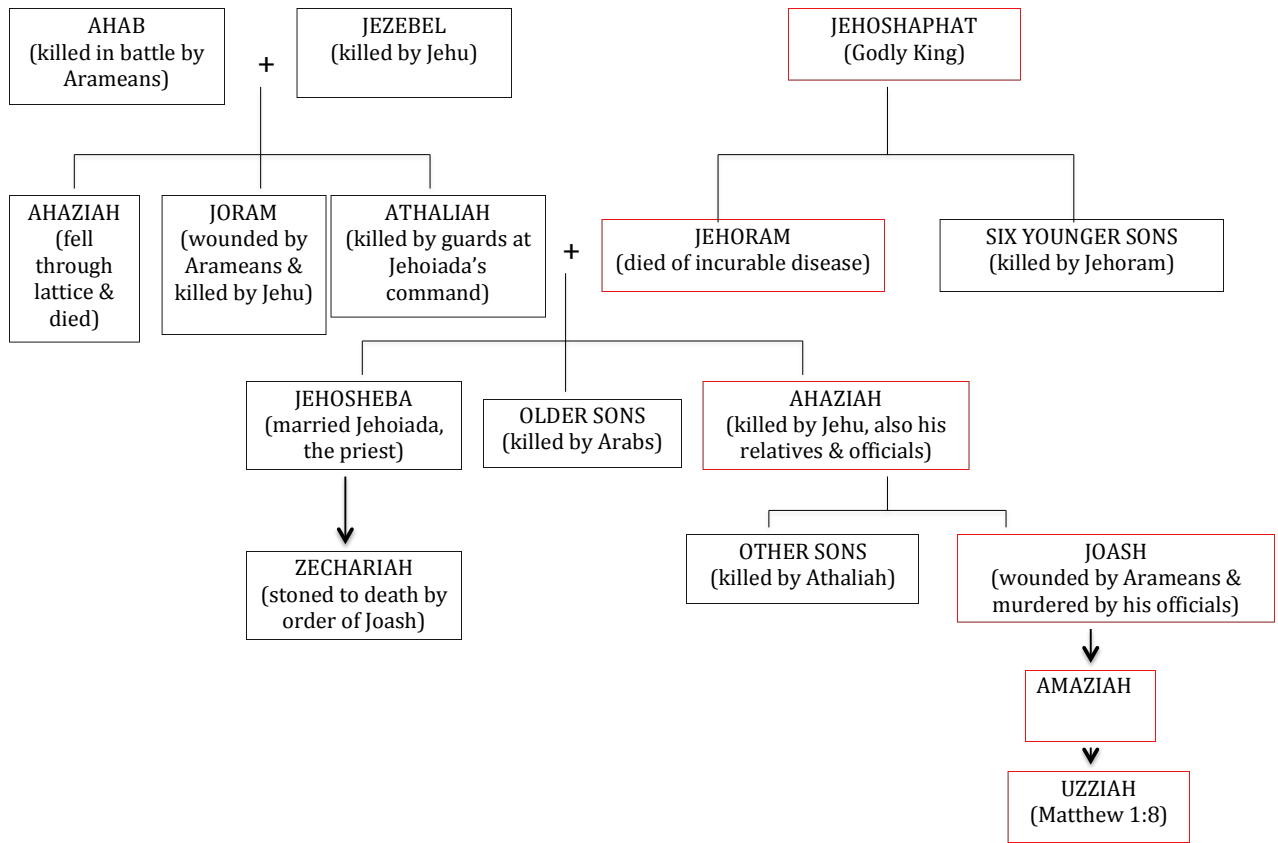 AHAB
(killed in battle by
Arameans)
+
JEZEBEL
(killed by Jehu)
JEHOSHAPHAT
(Godly King)
AHAZIAH
(fell
through
lattice &
died)
JORAM
(wounded by
Arameans &
killed by Jehu)
ATHALIAH
(killed by guards at
Jehoiada’s
command)
+
JEHORAM
(died of incurable disease)
SIX YOUNGER SONS
(killed by Jehoram)
JEHOSHEBA
(married Jehoiada,
the priest)
OLDER SONS
(killed by Arabs)
AHAZIAH
(killed by Jehu, also his
relatives & officials)
ZECHARIAH
(stoned to death by
order of Joash)
OTHER SONS
(killed by Athaliah)
JOASH
(wounded by Arameans &
murdered by his officials)
AMAZIAH
UZZIAH
(Matthew 1:8)